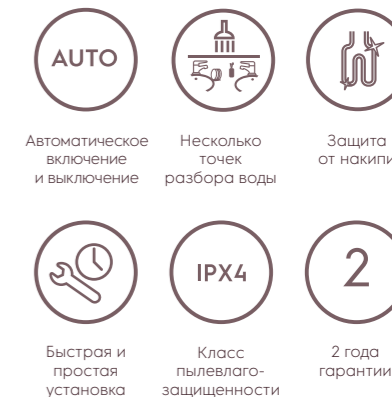 AUTO
Автоматическое
включение
и выключение
Несколько
точек
разбора воды
Защита
от накипи
Быстрая и
простая
установка
IPX4
Класс
пылевлаго-
защищенности
2
2 года
гарантии